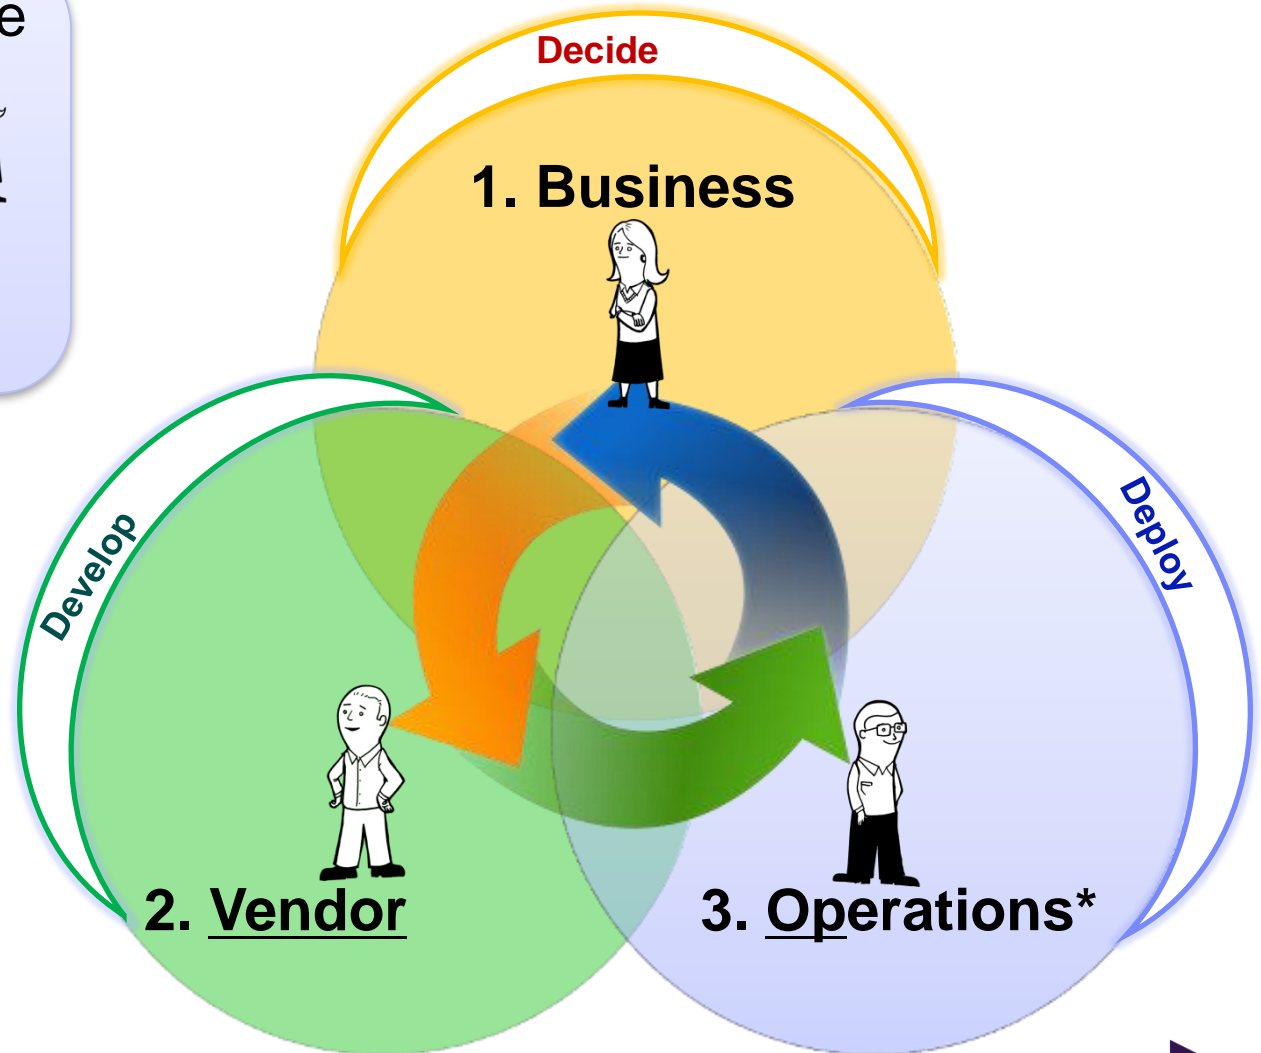 e
Decide
1. Business
Develop
Deploy
2. Vendor
3. Operations*